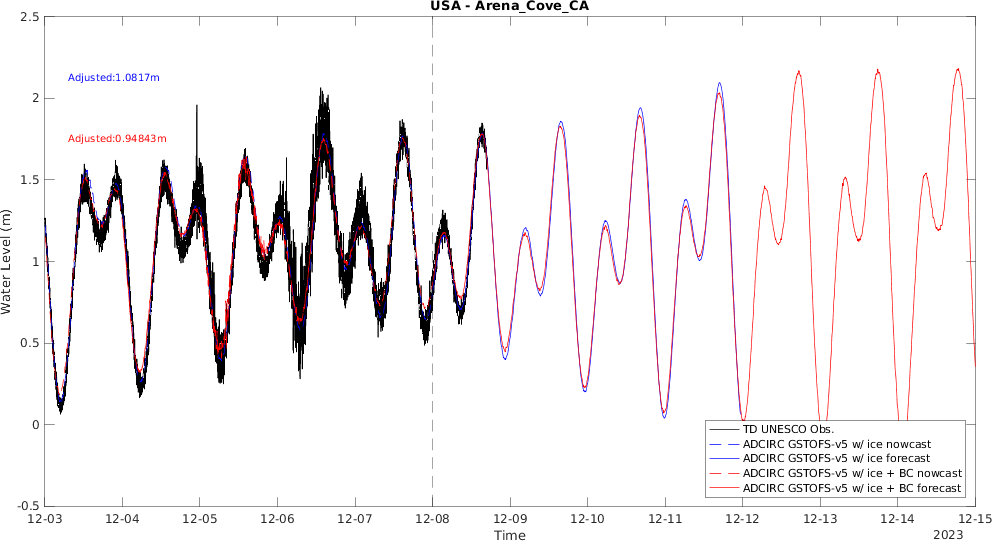 USA - Arena_Cove_CA
2.5
2
1.5
1
0.5
0
-0.5
Water Level (m)
Adjusted:1.0817m
Adjusted:0.94843m
TD UNESCO Obs.
ADCIRC GSTOFS-v5 w/ ice nowcast
ADCIRC GSTOFS-v5 w/ ice forecast
ADCIRC GSTOFS-v5 w/ ice + BC nowcast
ADCIRC GSTOFS-v5 w/ ice + BC forecast
12-03 12-04 12-05 12-06 12-07 12-08 12-09 12-10 12-11 12-12 12-13 12-14 12-15
Time
2023